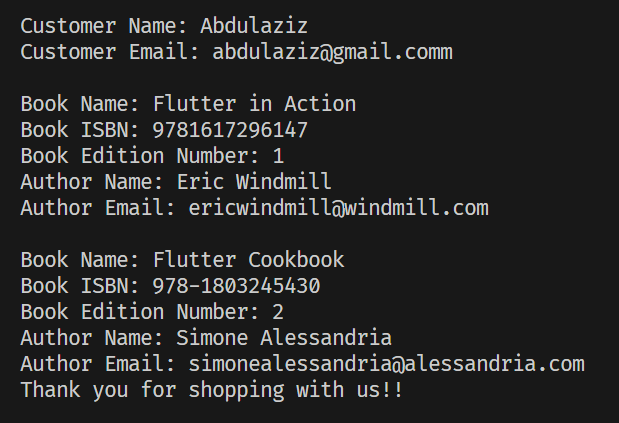 Customer Name: Abdulaziz
Customer Email: abdulaziz@gmail.comm
Book Name: Flutter in Action
Book ISBN: 9781617296147
Book Edition Number: 1
Author Name: Eric Windmill
Author Email: ericwindmill@windmill.com
Book Name: Flutter Cookbook
Book ISBN: 978-1803245430
Book Edition Number: 2
Author Name: Simone Alessandria
Author Email: simonealessandria@alessandria.com
Thank you for shopping with us!!